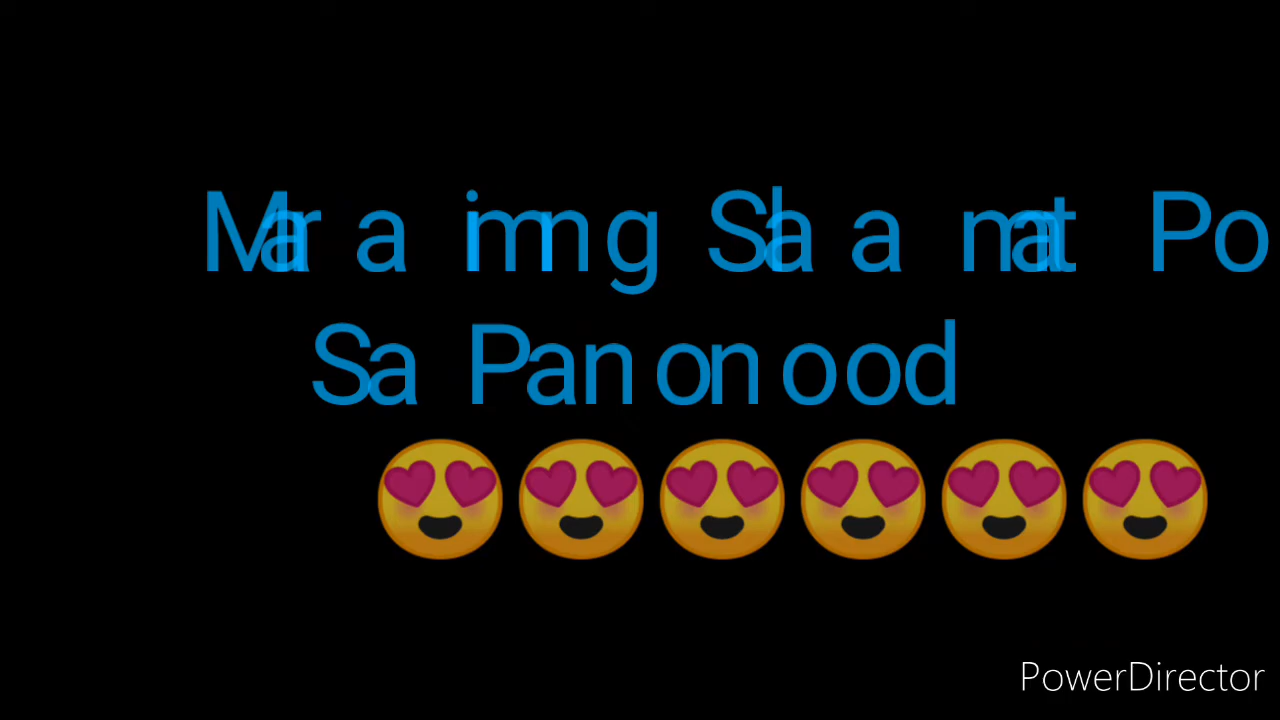 Maraming Salamat Po
Sa Panonood
😍😍😍😍😍😍
PowerDirector